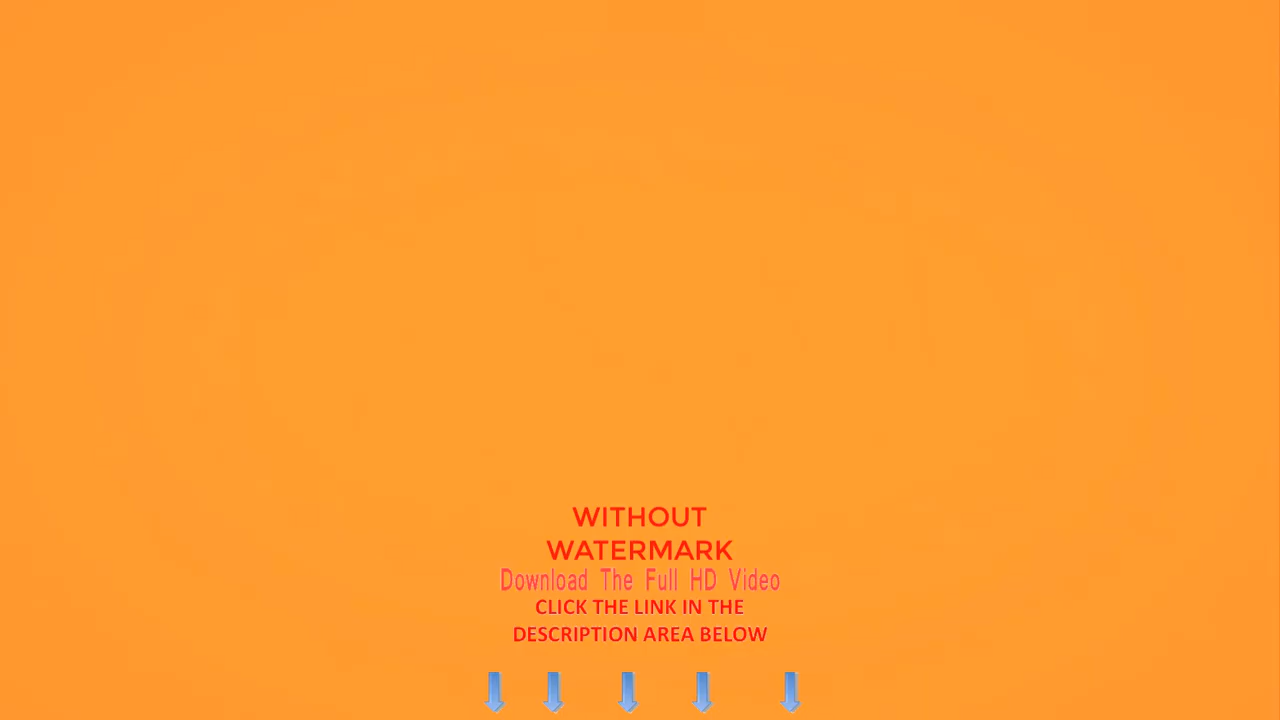 WITHOUT
WATERMARK
Download The Full HD Video
CLICK THE LINK IN THE
DESCRIPTION AREA BELOW